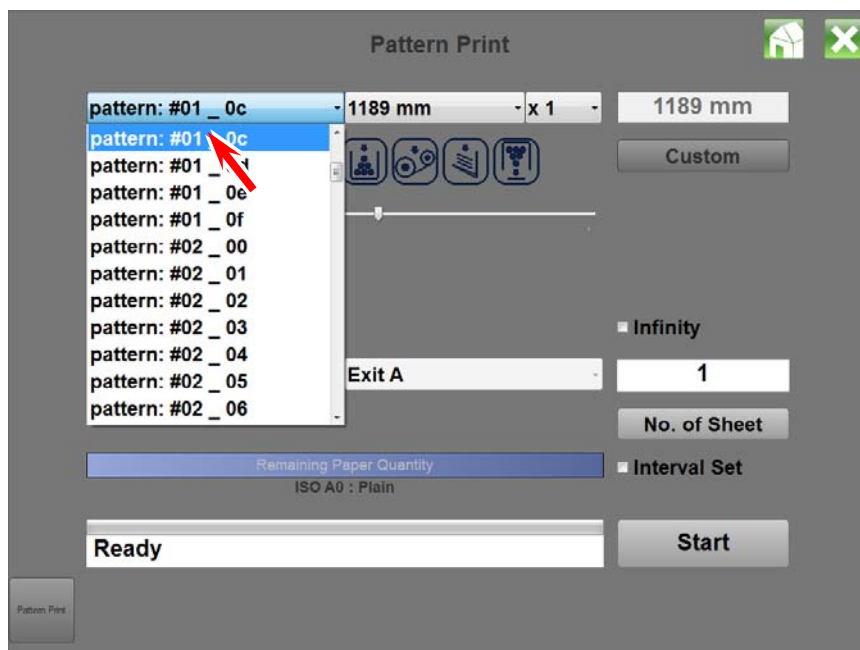 Pattern Print
pattern: #01 _ 0c 1189 mm x 1 1189 mm
pattern: #01 _ 0c
pattern: #01 _ d
pattern: #01 _ 0e
pattern: #01 _ 0f
pattern: #02 _ 00
pattern: #02 _ 01
pattern: #02 _ 02
pattern: #02 _ 03
pattern: #02 _ 04
pattern: #02 _ 05
pattern: #02 _ 06
Custom
Infinity
Exit A 1
No. of Sheet
Remaining Paper Quantity
Interval Set
ISO A0 : Plain
Ready Start
Pattern Print